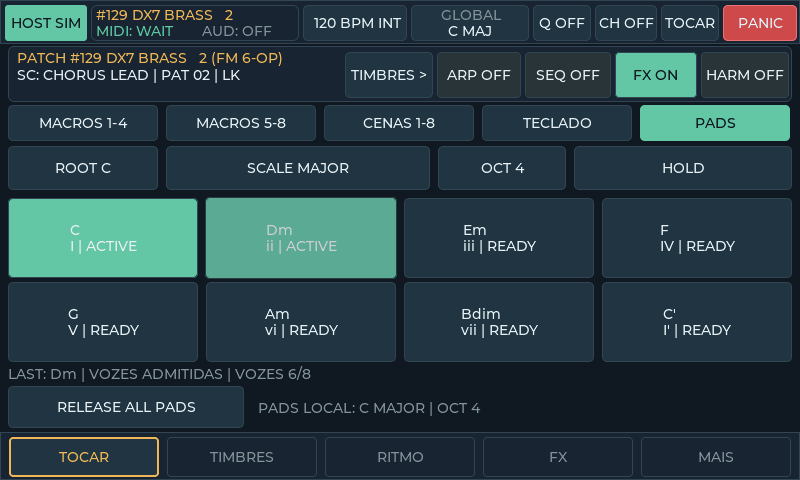 HOST SIM
#129 DX7 BRASS   2
MIDI: WAIT   AUD: OFF
120 BPM INT
GLOBAL
C MAJ
Q OFF
CH OFF
TOCAR
PANIC
PATCH #129 DX7 BRASS   2 (FM 6-OP)
SC: CHORUS LEAD | PAT 02 | LK
TIMBRES >
ARP OFF
SEQ OFF
FX ON
HARM OFF
MACROS 1-4
MACROS 5-8
CENAS 1-8
TECLADO
PADS
ROOT C
SCALE MAJOR
OCT 4
HOLD
C
I | ACTIVE
Dm
ii | ACTIVE
Em
iii | READY
F
IV | READY
G
V | READY
Am
vi | READY
Bdim
vii | READY
C'
I' | READY
LAST: Dm | VOZES ADMITIDAS | VOZES 6/8
RELEASE ALL PADS
PADS LOCAL: C MAJOR | OCT 4
TOCAR
TIMBRES
RITMO
FX
MAIS